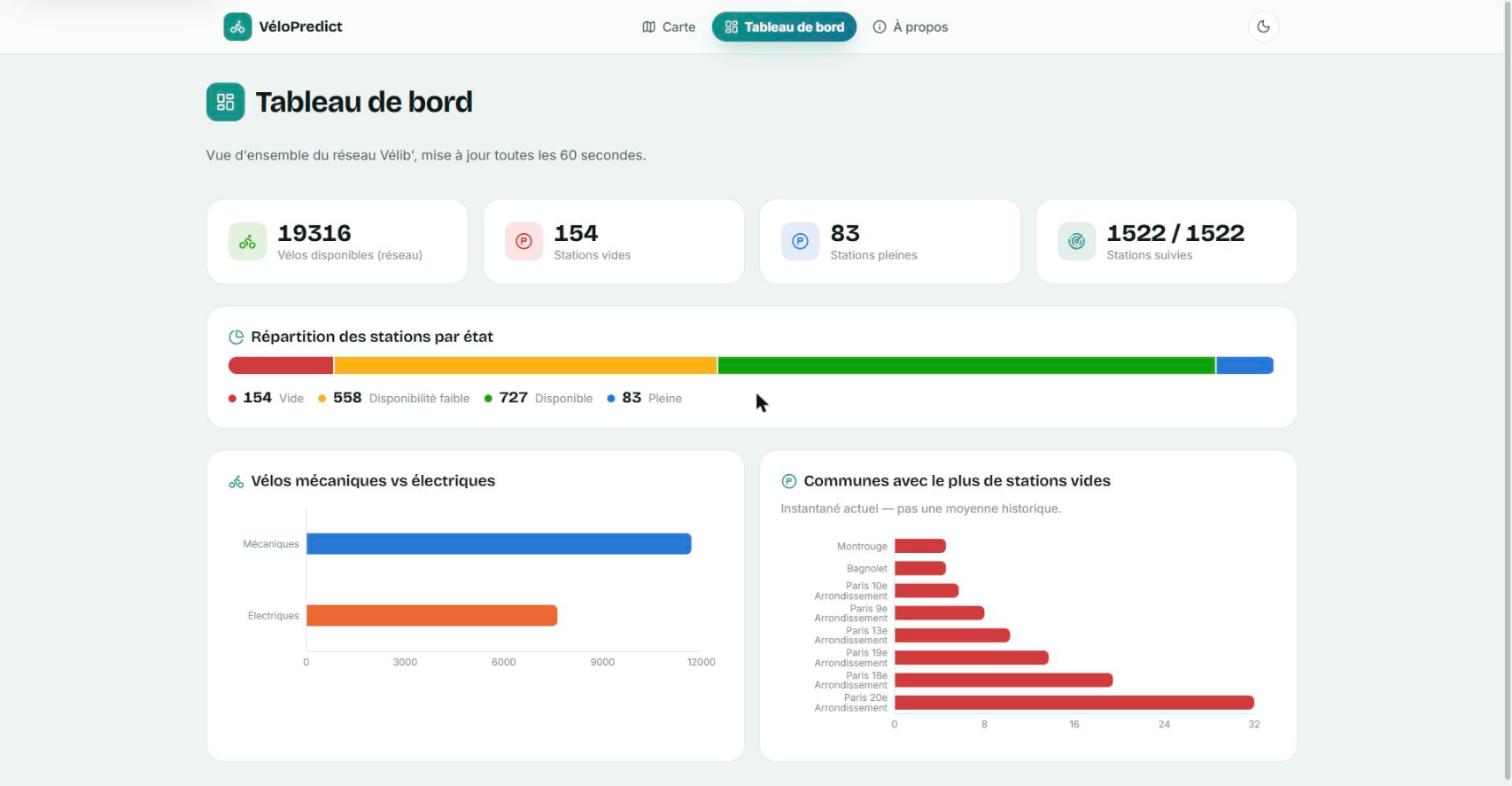 VéloPredict
Carte
Tableau de bord
À propos
Tableau de bord
Vue d'ensemble du réseau Vélib', mise à jour toutes les 60 secondes.
19316
Vélos disponibles (réseau)
154
Stations vides
83
Stations pleines
1522 / 1522
Stations suivies
Répartition des stations par état
154 Vide 558 Disponibilité faible 727 Disponible 83 Pleine
Vélos mécaniques vs électriques
Mécaniques
Électriques
0 3000 6000 9000 12000
Communes avec le plus de stations vides
Instantané actuel — pas une moyenne historique.
Montrouge
Bagnolet
Paris 10e
Arrondissement
Paris 9e
Arrondissement
Paris 13e
Arrondissement
Paris 19e
Arrondissement
Paris 18e
Arrondissement
Paris 20e
Arrondissement
0 8 16 24 32